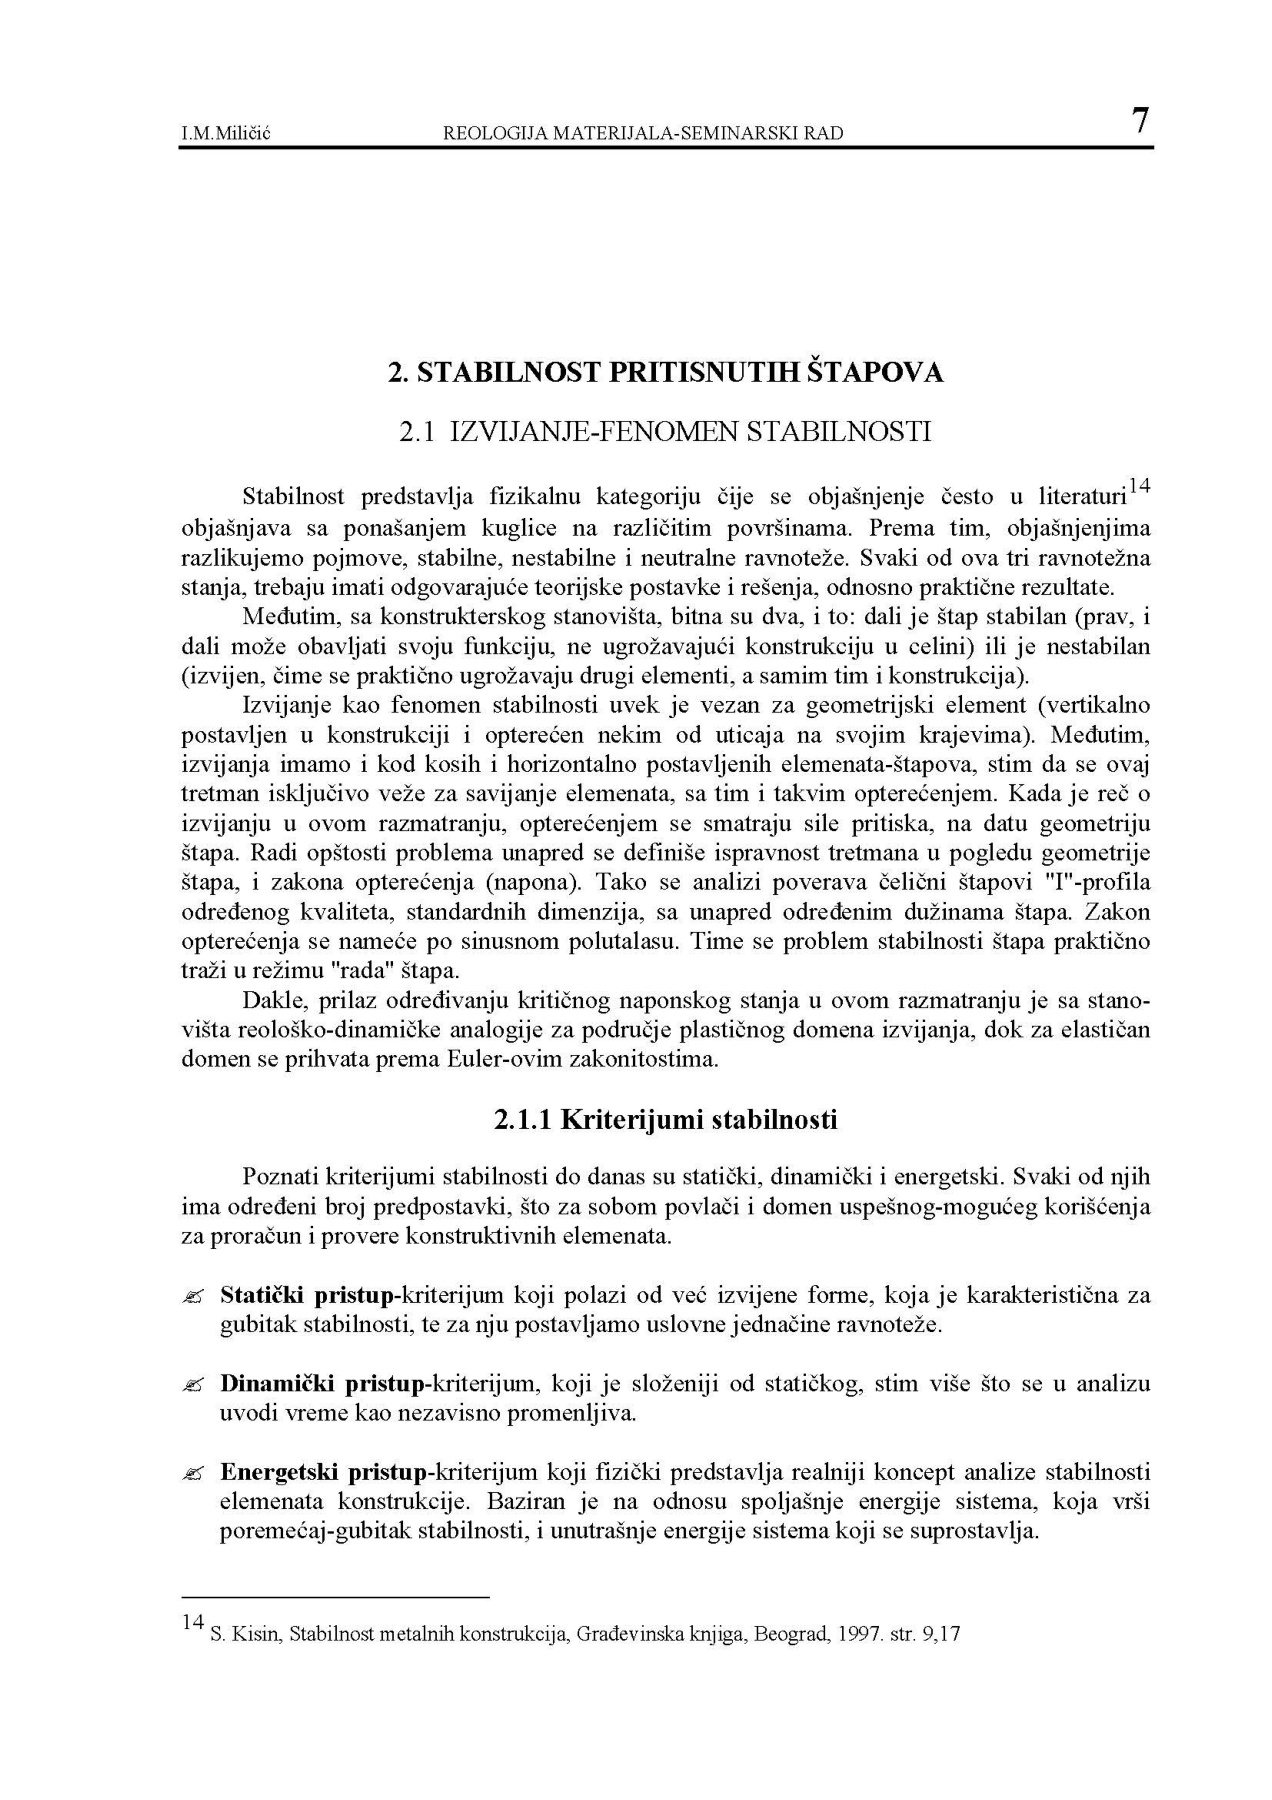 I.M.Miličić REOLOGIJA MATERIJALA-SEMINARSKI RAD 7
2. STABILNOST PRITISNUTIH ŠTAPOVA
2.1 IZVIJANJE-FENOMEN STABILNOSTI
Stabilnost predstavlja fizikalnu kategoriju čije se objašnjenje često u literaturi14
objašnjava sa ponašanjem kuglice na različitim površinama. Prema tim, objašnjenjima
razlikujemo pojmove, stabilne, nestabilne i neutralne ravnoteže. Svaki od ova tri ravnotežna
stanja, trebaju imati odgovarajuće teorijske postavke i rešenja, odnosno praktične rezultate.
Međutim, sa konstrukterskog stanovišta, bitna su dva, i to: dali je štap stabilan (prav, i
dali može obavljati svoju funkciju, ne ugrožavajući konstrukciju u celini) ili je nestabilan
(izvijen, čime se praktično ugrožavaju drugi elementi, a samim tim i konstrukcija).
Izvijanje kao fenomen stabilnosti uvek je vezan za geometrijski element (vertikalno
postavljen u konstrukciji i opterećen nekim od uticaja na svojim krajevima). Međutim,
izvijanja imamo i kod kosih i horizontalno postavljenih elemenata-štapova, stim da se ovaj
tretman isključivo veže za savijanje elemenata, sa tim i takvim opterećenjem. Kada je reč o
izvijanju u ovom razmatranju, opterećenjem se smatraju sile pritiska, na datu geometriju
štapa. Radi opštosti problema unapred se definiše ispravnost tretmana u pogledu geometrije
štapa, i zakona opterećenja (napona). Tako se analizi poverava čelični štapovi "I"-profila
određenog kvaliteta, standardnih dimenzija, sa unapred određenim dužinama štapa. Zakon
opterećenja se nameće po sinusnom polutalasu. Time se problem stabilnosti štapa praktično
traži u režimu "rada" štapa.
Dakle, prilaz određivanju kritičnog naponskog stanja u ovom razmatranju je sa stano-
višta reološko-dinamičke analogije za područje plastičnog domena izvijanja, dok za elastičan
domen se prihvata prema Euler-ovim zakonitostima.
2.1.1 Kriterijumi stabilnosti
Poznati kriterijumi stabilnosti do danas su statički, dinamički i energetski. Svaki od njih
ima određeni broj predpostavki, što za sobom povlači i domen uspešnog-mogućeg korišćenja
za proračun i provere konstruktivnih elemenata.
Statički pristup-kriterijum koji polazi od već izvijene forme, koja je karakteristična za
gubitak stabilnosti, te za nju postavljamo uslovne jednačine ravnoteže.
Dinamički pristup-kriterijum, koji je složeniji od statičkog, stim više što se u analizu
uvodi vreme kao nezavisno promenljiva.
Energetski pristup-kriterijum koji fizički predstavlja realniji koncept analize stabilnosti
elemenata konstrukcije. Baziran je na odnosu spoljašnje energije sistema, koja vrši
poremećaj-gubitak stabilnosti, i unutrašnje energije sistema koji se suprostavlja.
14 S. Kisin, Stabilnost metalnih konstrukcija, Građevinska knjiga, Beograd, 1997. str. 9,17